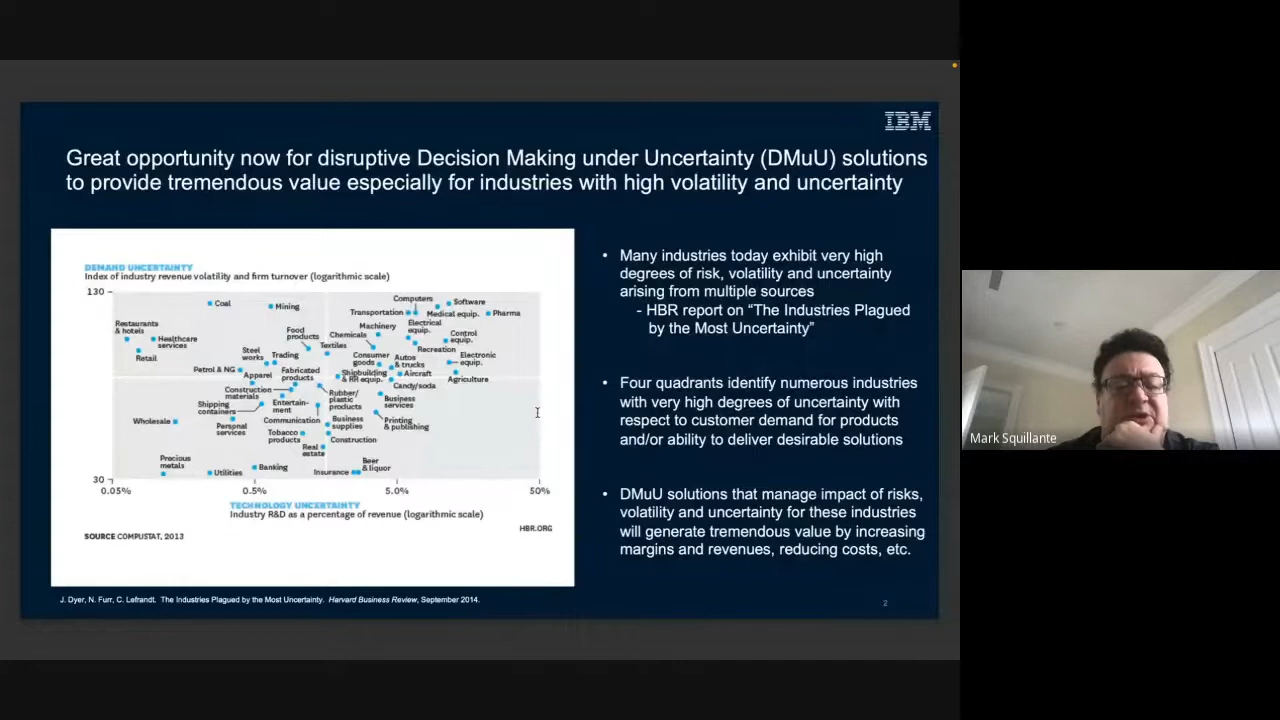 IBM
Great opportunity now for disruptive Decision Making under Uncertainty (DMuU) solutions
to provide tremendous value especially for industries with high volatility and uncertainty
DEMAND UNCERTAINTY
Index of industry revenue volatility and firm turnover (logarithmic scale)
130
Coal
Mining
Computers
Software
Transportation
Medical equip.
Pharma
Restaurants
& hotels
Healthcare
services
Retail
Food
products
Chemicals
Machinery
Electrical
equip.
Control
equip.
Recreation
Steel
works
Trading
Textiles
Consumer
goods
Autos
& trucks
Electronic
equip.
Petrol & NG
Apparel
Fabricated
products
Shipbuilding
& RR equip.
Aircraft
Agriculture
Candy/soda
Construction
materials
Rubber/
plastic
products
Business
services
Shipping
containers
Entertain-
ment
Printing
& publishing
Wholesale
Personal
services
Communication
Business
supplies
Tobacco
products
Construction
Real
estate
Precious
metals
Utilities
Banking
Insurance
Beer
& liquor
30
0.05%
0.5%
5.0%
50%
TECHNOLOGY UNCERTAINTY
Industry R&D as a percentage of revenue (logarithmic scale)
HBR.ORG
SOURCE COMPUSTAT, 2013
• Many industries today exhibit very high
degrees of risk, volatility and uncertainty
arising from multiple sources
- HBR report on “The Industries Plagued
by the Most Uncertainty”
• Four quadrants identify numerous industries
with very high degrees of uncertainty with
respect to customer demand for products
and/or ability to deliver desirable solutions
• DMuU solutions that manage impact of risks,
volatility and uncertainty for these industries
will generate tremendous value by increasing
margins and revenues, reducing costs, etc.
J. Dyer, N. Furr, C. Lefrandt. The Industries Plagued by the Most Uncertainty. Harvard Business Review, September 2014.
2
Mark Squillante